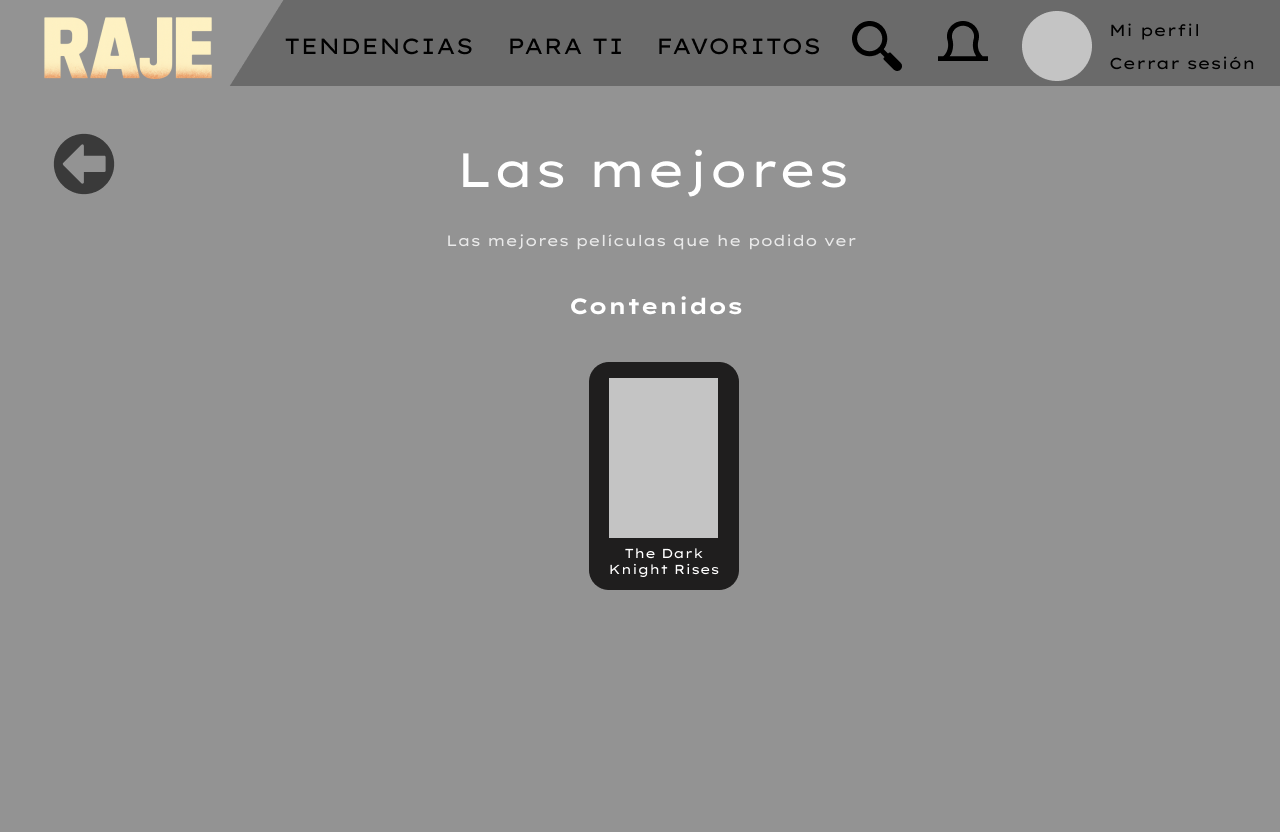 RAJE
TENDENCIAS
PARA TI
FAVORITOS
Mi perfil
Cerrar sesión
Las mejores
Las mejores películas que he podido ver
Contenidos
The Dark
Knight Rises